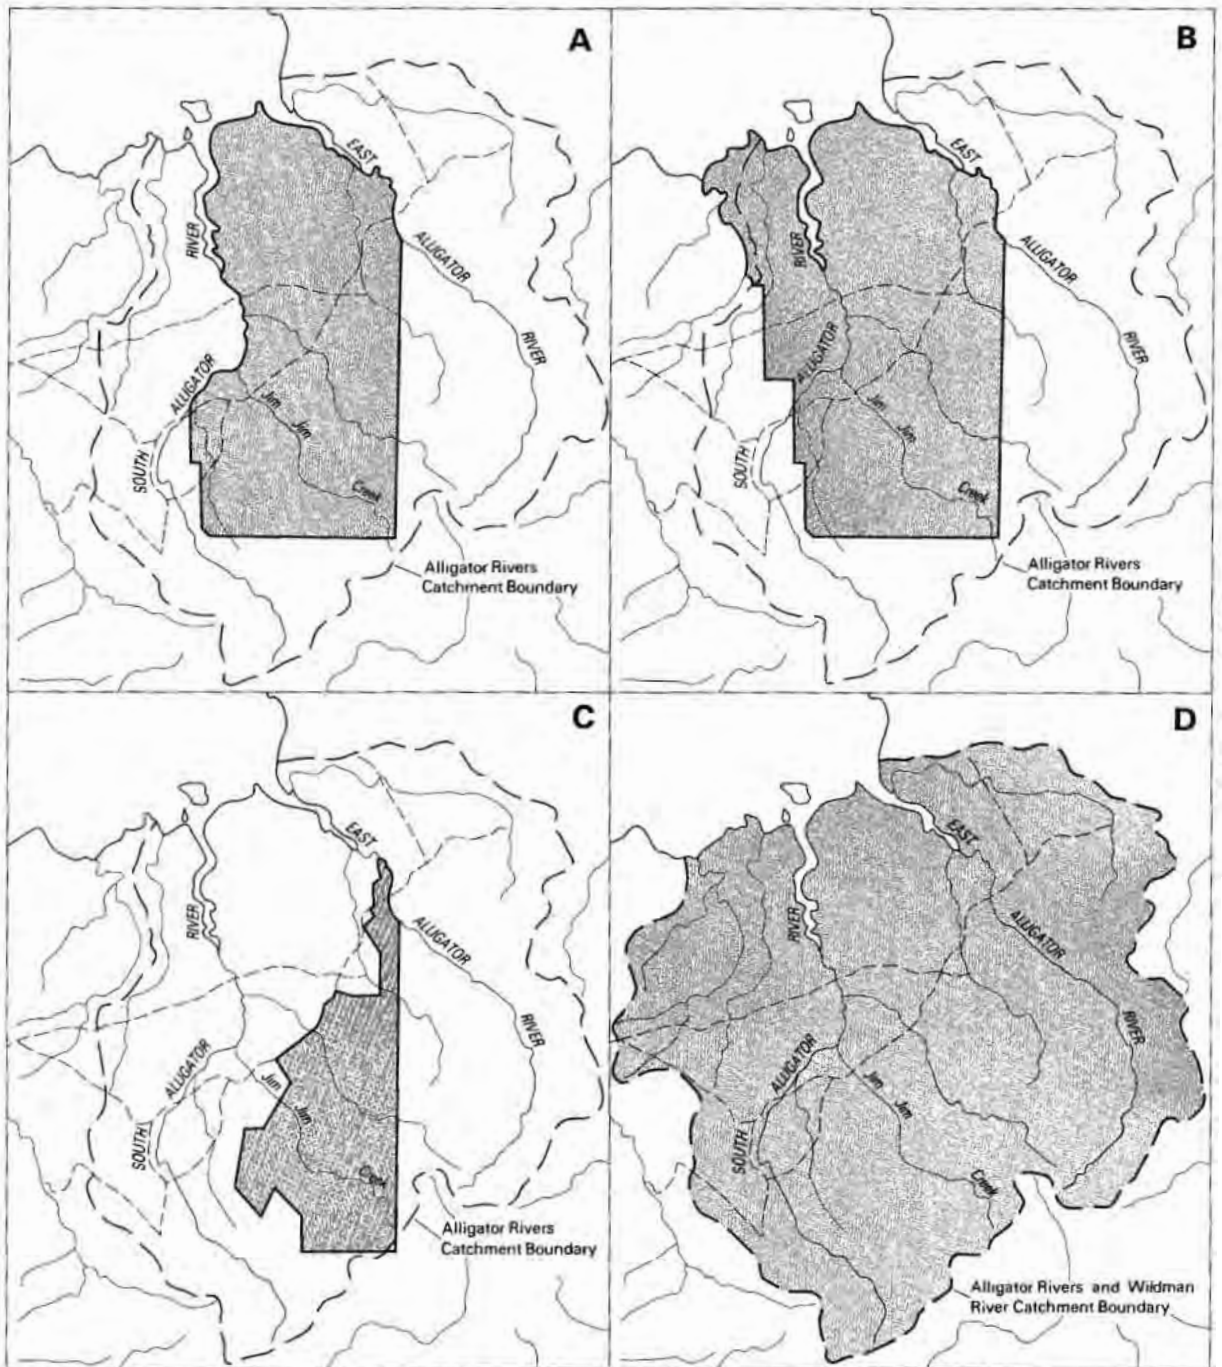 A
EAST
RIVER
ALLIGATOR
RIVER
ALLIGATOR
Jim
Jim
SOUTH
Creek
Alligator Rivers
Catchment Boundary
B
EAST
RIVER
ALLIGATOR
RIVER
ALLIGATOR
Jim
Jim
SOUTH
Creek
Alligator Rivers
Catchment Boundary
C
EAST
RIVER
ALLIGATOR
RIVER
ALLIGATOR
Jim
Jim
SOUTH
Creek
Alligator Rivers
Catchment Boundary
D
EAST
RIVER
ALLIGATOR
RIVER
ALLIGATOR
Jim
Jim
SOUTH
Creek
Alligator Rivers and Wildman
River Catchment Boundary